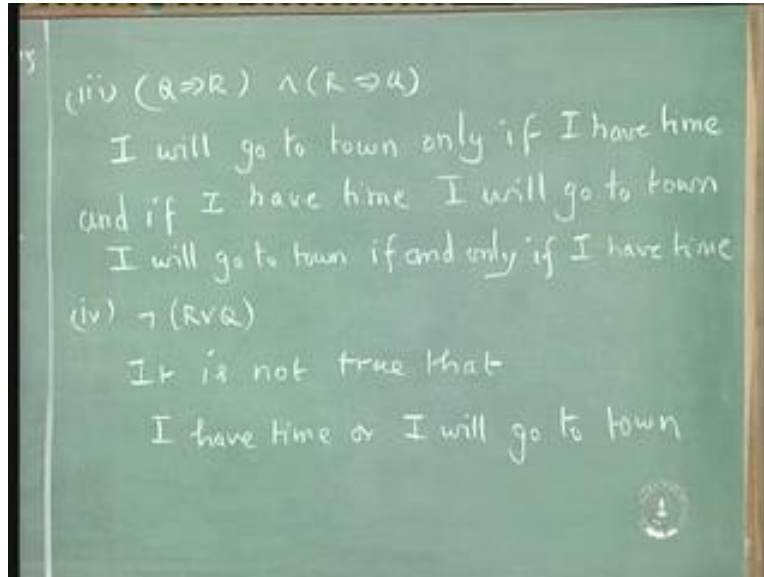 (iii) (Q⇒R) ∧ (R⇒Q)
I will go to town only if I have time
and if I have time I will go to town
I will go to town if and only if I have time
(iv) ¬ (R∨Q)
It is not true that
I have time or I will go to town